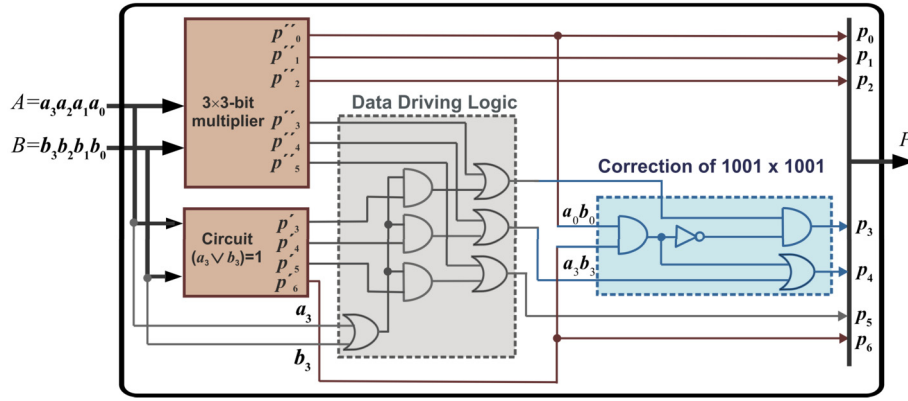 p´´0
p´´1
p´´2
3×3-bit
multiplier
p´´3
p´´4
p´´5
A=a3a2a1a0
B=b3b2b1b0
Circuit
(a3∨b3)=1
p´3
p´4
p´5
p´6
a3
b3
Data Driving Logic
Correction of 1001 x 1001
a0b0
a3b3
p0
p1
p2
p3
p4
p5
p6
P